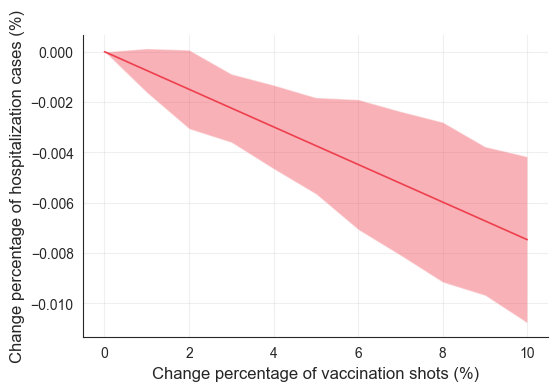 Change percentage of hospitalization cases (%)
0.000
−0.002
−0.004
−0.006
−0.008
−0.010
0 2 4 6 8 10
Change percentage of vaccination shots (%)